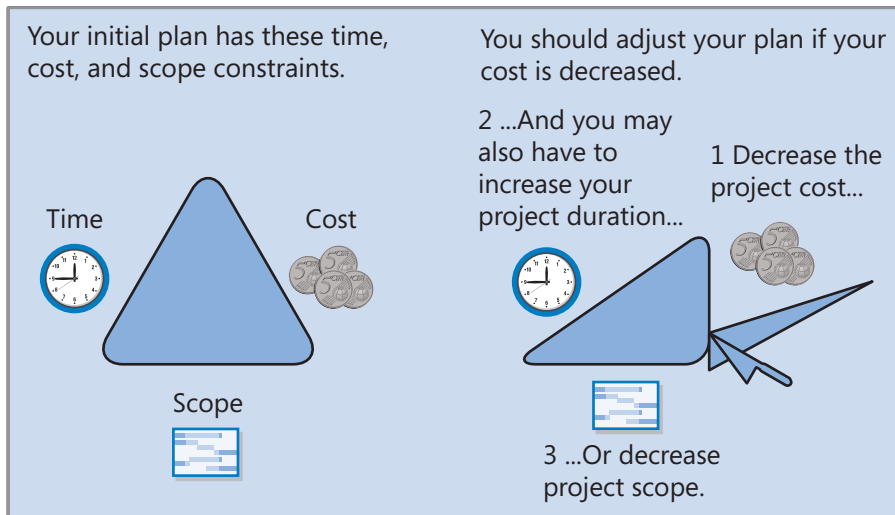 Your initial plan has these time,
cost, and scope constraints.
Time
Cost
Scope
You should adjust your plan if your
cost is decreased.
2 ...And you may
also have to
increase your
project duration...
1 Decrease the
project cost...
3 ...Or decrease
project scope.